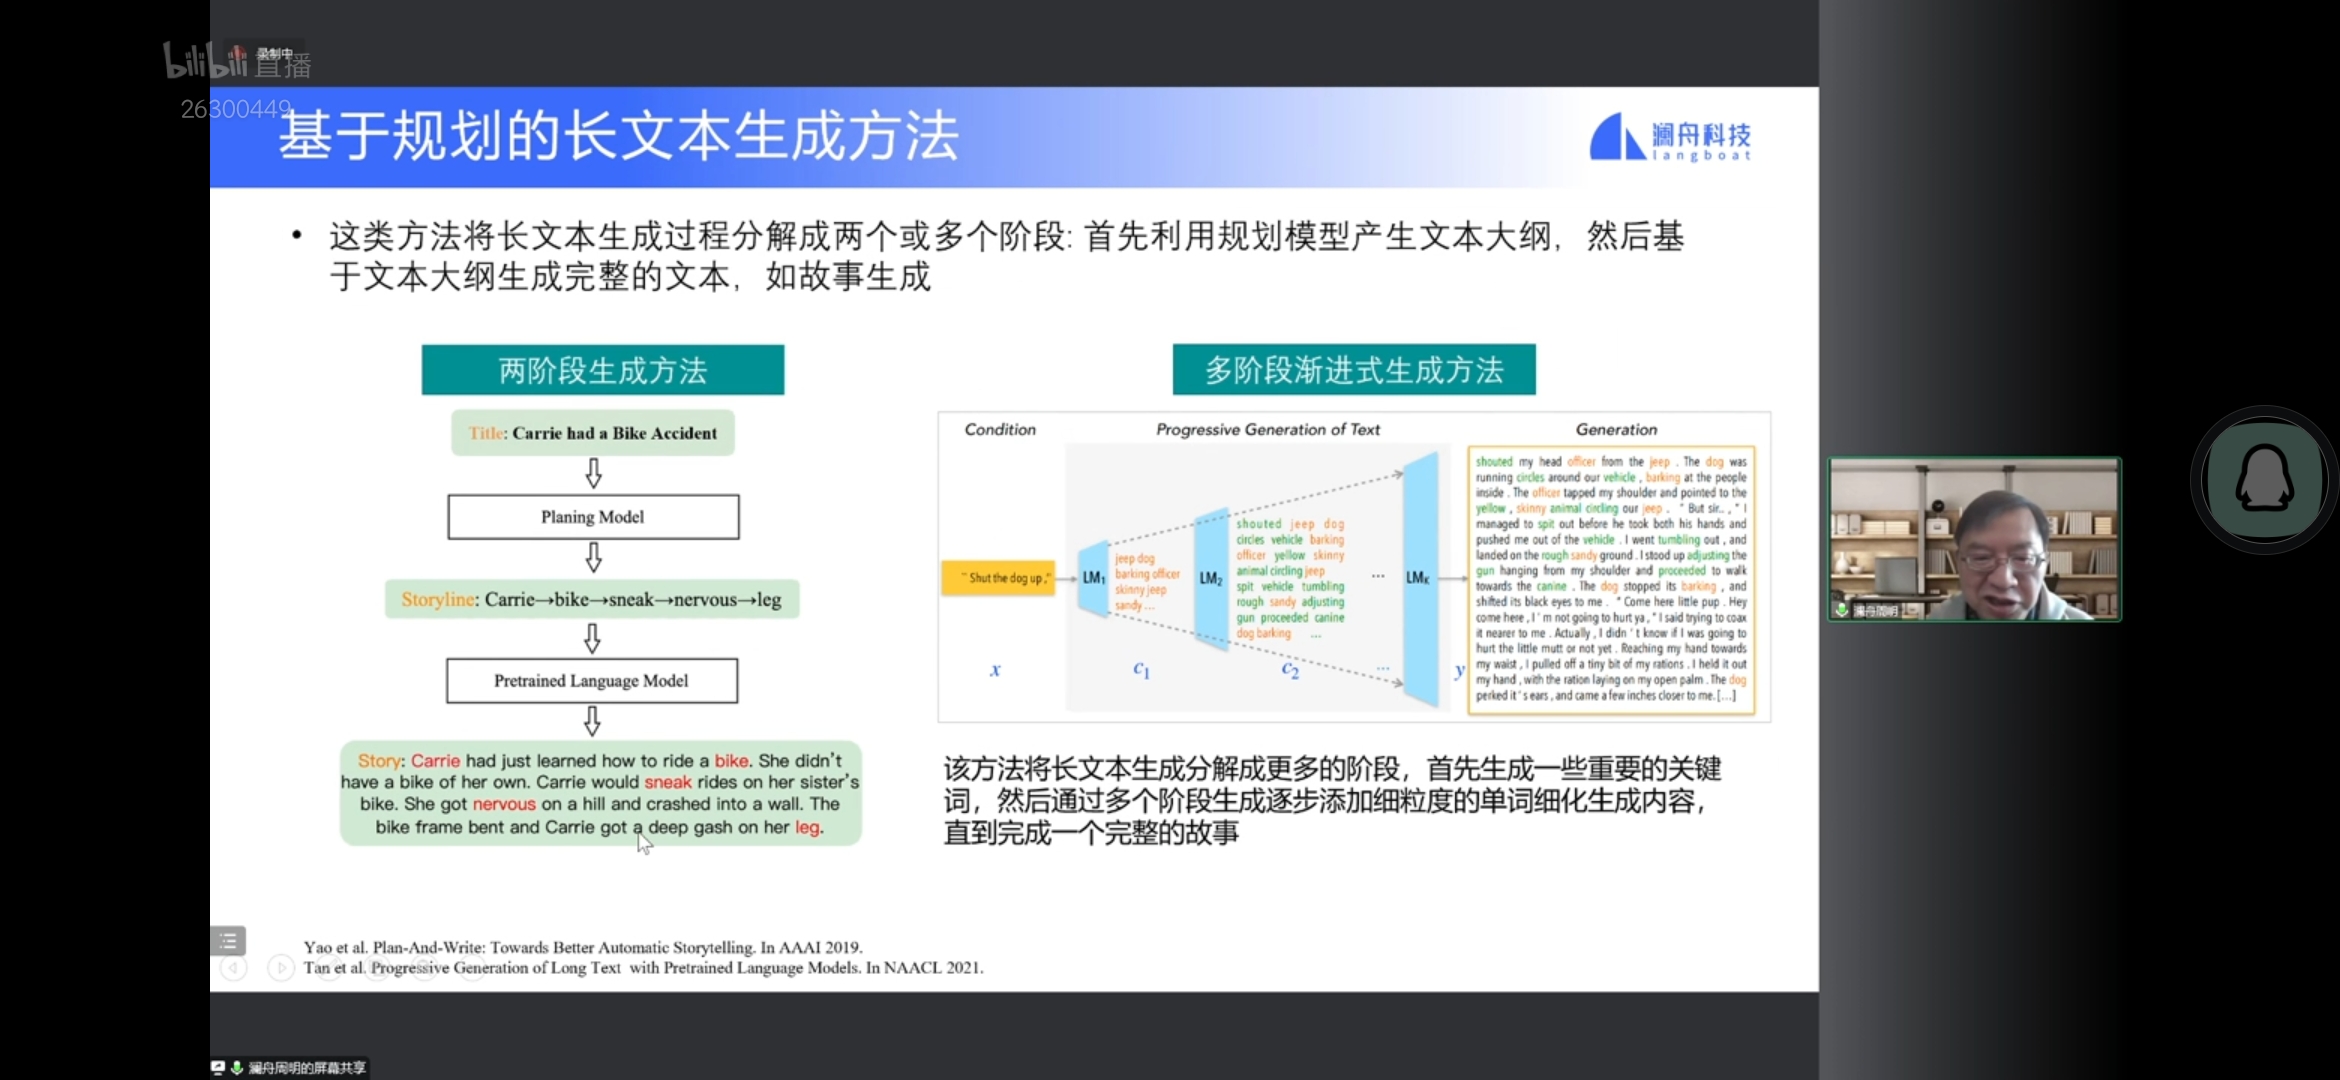 bilibili 直播
录制中
26300449
基于规划的长文本生成方法
澜舟科技
langboat
• 这类方法将长文本生成过程分解成两个或多个阶段: 首先利用规划模型产生文本大纲, 然后基
于文本大纲生成完整的文本, 如故事生成
两阶段生成方法
Title: Carrie had a Bike Accident
Planing Model
Storyline: Carrie→bike→sneak→nervous→leg
Pretrained Language Model
Story: Carrie had just learned how to ride a bike. She didn't
have a bike of her own. Carrie would sneak rides on her sister's
bike. She got nervous on a hill and crashed into a wall. The
bike frame bent and Carrie got a deep gash on her leg.
多阶段渐进式生成方法
Condition
Progressive Generation of Text
Generation
"Shut the dog up,"
LM1
jeep dog
barking officer
skinny jeep
sandy ...
LM2
shouted jeep dog
circles vehicle barking
officer yellow skinny
animal circling jeep
spit vehicle tumbling
rough sandy adjusting
gun proceeded canine
dog barking ...
...
LMK
x
c1
c2
...
y
shouted my head officer from the jeep . The dog was
running circles around our vehicle , barking at the people
inside . The officer tapped my shoulder and pointed to the
yellow , skinny animal circling our jeep . " But sir.. , " I
managed to spit out before he took both his hands and
pushed me out of the vehicle . I went tumbling out , and
landed on the rough sandy ground . I stood up adjusting the
gun hanging from my shoulder and proceeded to walk
towards the canine . The dog stopped its barking , and
shifted its black eyes to me . " Come here little pup . Hey
come here , I ' m not going to hurt ya , " I said trying to coax
it nearer to me . Actually , I didn ' t know if I was going to
hurt the little mutt or not yet . Reaching my hand towards
my waist , I pulled off a tiny bit of my rations . I held it out
my hand , with the ration laying on my open palm . The dog
perked it ' s ears , and came a few inches closer to me. [...]
该方法将长文本生成分解成更多的阶段，首先生成一些重要的关键
词，然后通过多个阶段生成逐步添加细粒度的单词细化生成内容，
直到完成一个完整的故事
Yao et al. Plan-And-Write: Towards Better Automatic Storytelling. In AAAI 2019.
Tan et al. Progressive Generation of Long Text with Pretrained Language Models. In NAACL 2021.
澜舟周明
澜舟周明的屏幕共享